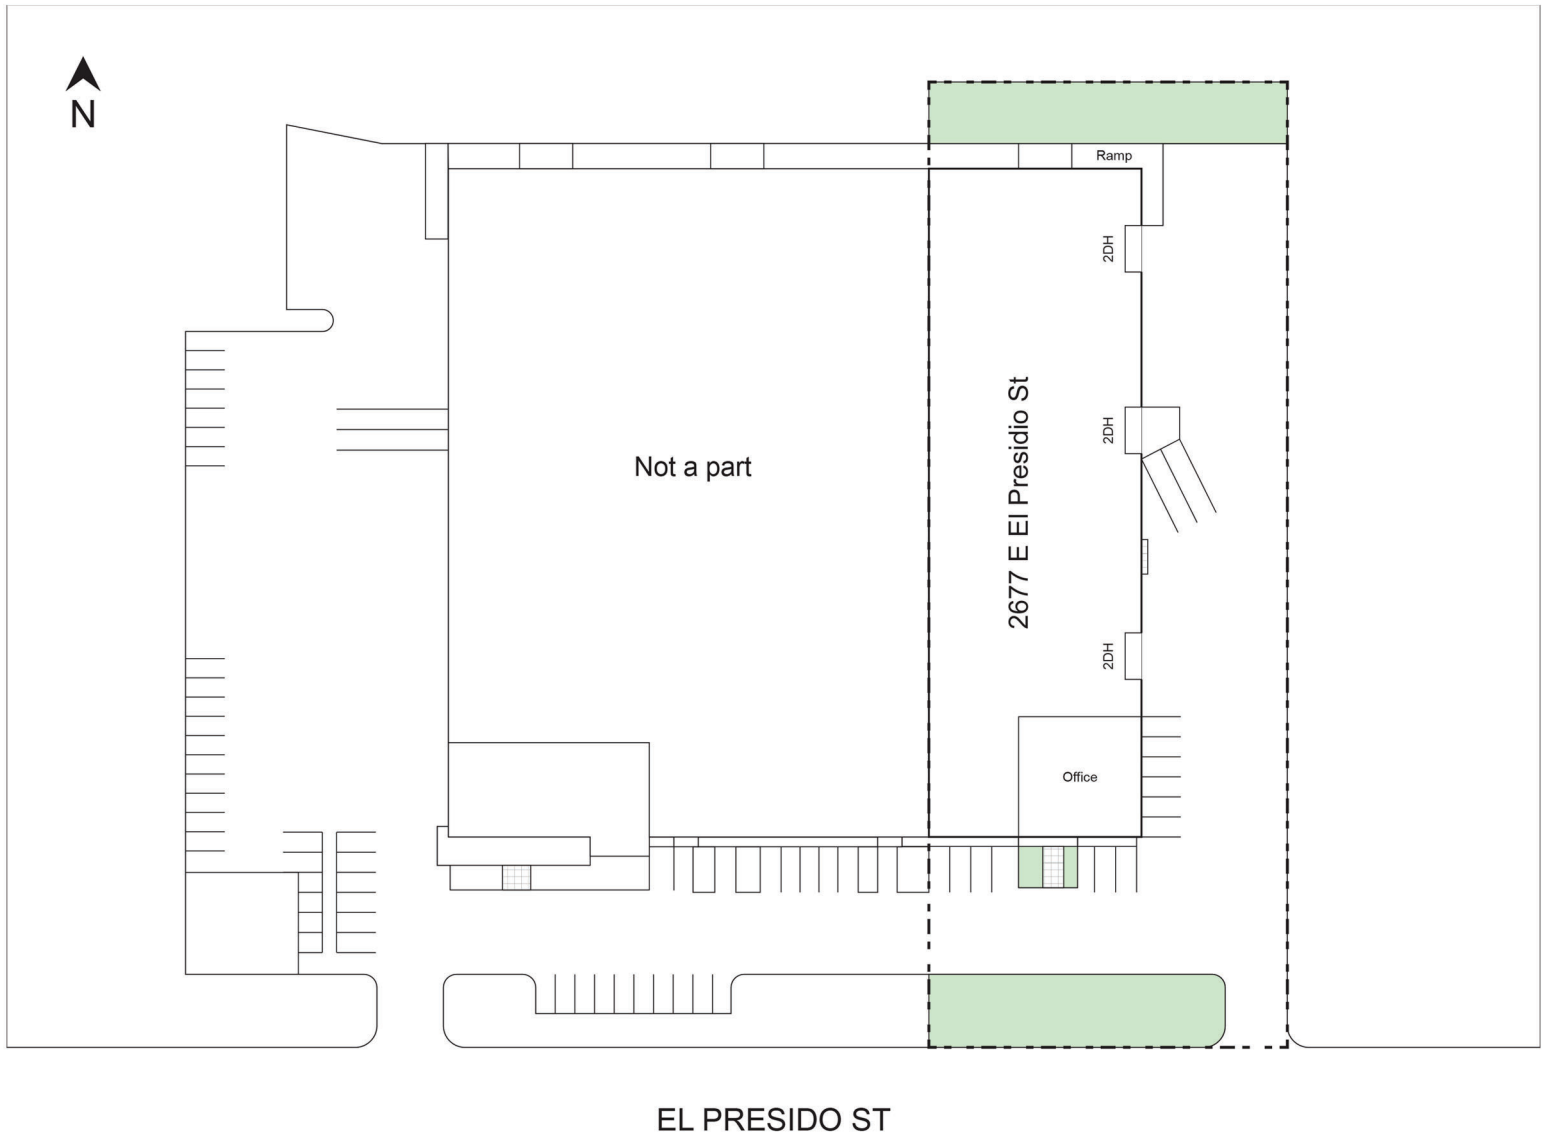 N
Ramp
2DH
2DH
Not a part
2677 E El Presidio St
2DH
Office
EL PRESIDO ST